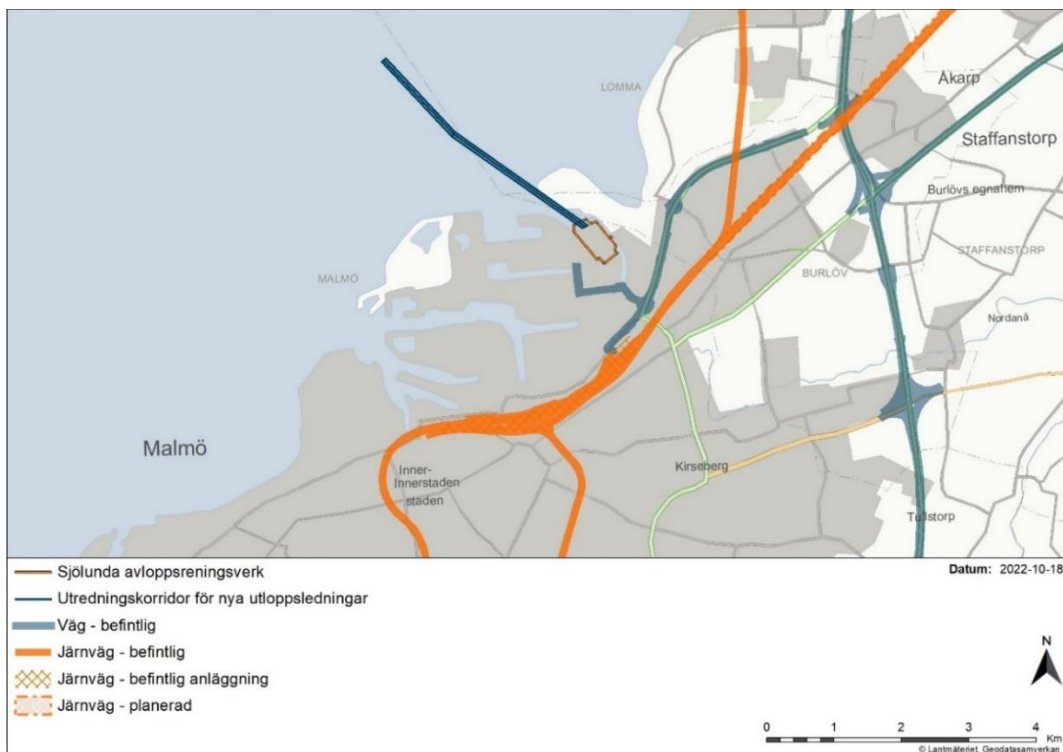 LOMMA
Åkarp
Staffanstorp
Burlövs egnahem
STAFFANSTORP
MALMÖ
BURLÖV
Nordanå
Malmö
Kirseberg
Inner-
Innerstaden
staden
Tullstorp
Datum: 2022-10-18
Sjölunda avloppsreningsverk
Utredningskorridor för nya utloppsledningar
Väg - befintlig
Järnväg - befintlig
Järnväg - befintlig anläggning
Järnväg - planerad
N
0 1 2 3 4
Km
© Lantmäteriet, Geodatasamverkan